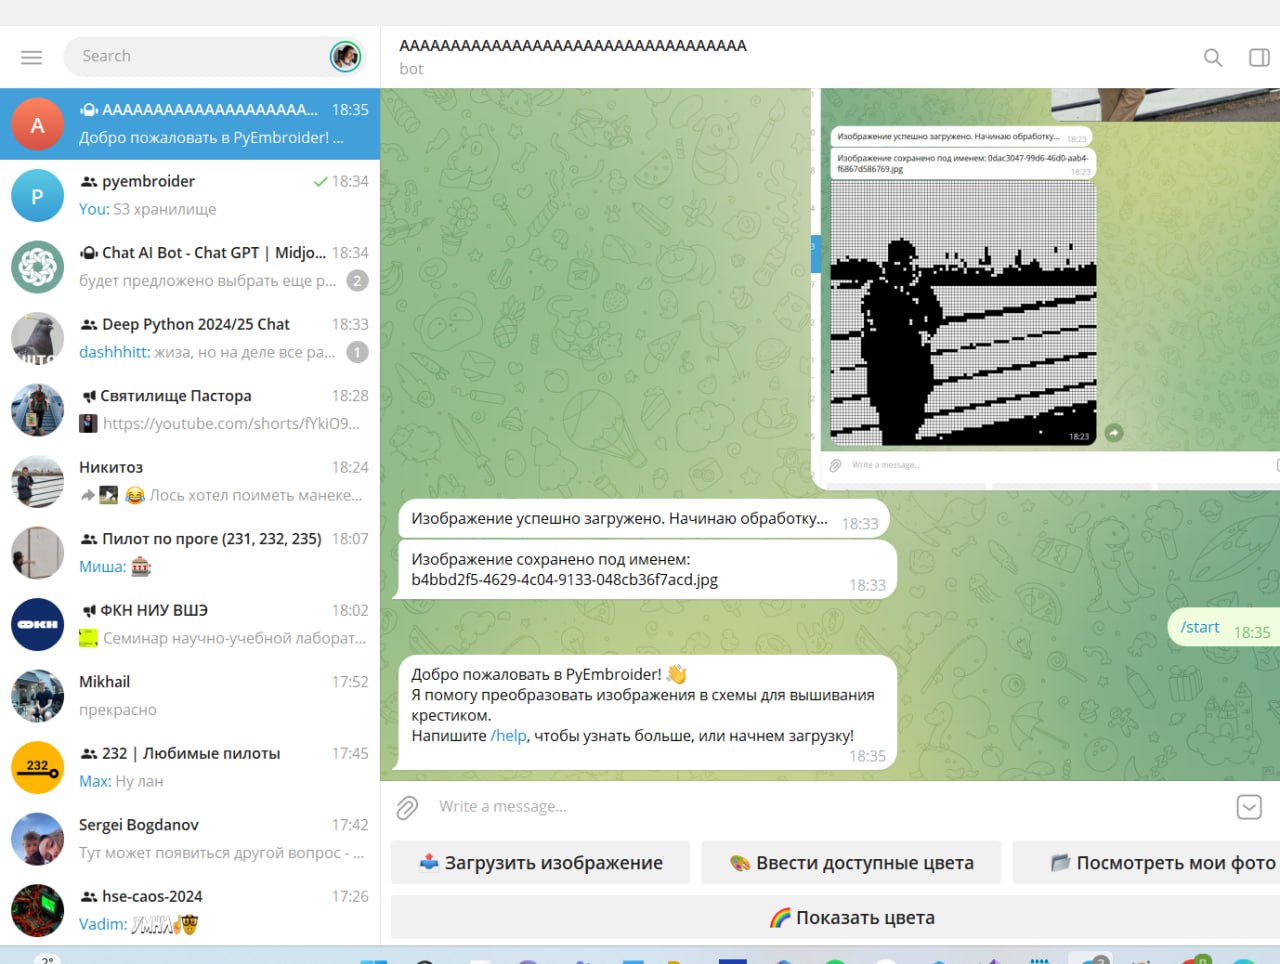 Search
AAAAAAAAAAAAAAAAAAAA... 18:35
Добро пожаловать в PyEmbroider! ...
A
pyembroider 18:34
You: S3 хранилище
P
Chat AI Bot - Chat GPT | Midjo... 18:34
будет предложено выбрать еще р... 2
Deep Python 2024/25 Chat 18:33
dashhhitt: жиза, но на деле все ра... 1
Святилище Пастора 18:28
https://youtube.com/shorts/fYkiO9...
Никитоз 18:24
Лось хотел поиметь манеке...
Пилот по проге (231, 232, 235) 18:07
Миша:
ФКН НИУ ВШЭ 18:02
Семинар научно-учебной лаборат...
ФКН
Mikhail 17:52
прекрасно
232 | Любимые пилоты 17:45
Max: Ну лан
232
Sergei Bogdanov 17:42
Тут может появиться другой вопрос - ...
hse-caos-2024 17:26
Vadim: УМНЛ
2°
AAAAAAAAAAAAAAAAAAAAAAAAAAAAAAAAAA
bot
Изображение успешно загружено. Начинаю обработку... 18:23
Изображение сохранено под именем: 0dac3047-99d6-46d0-aab4-
f6867d586769.jpg 18:23
18:23
Write a message...
Изображение успешно загружено. Начинаю обработку... 18:33
Изображение сохранено под именем:
b4bbd2f5-4629-4c04-9133-048cb36f7acd.jpg 18:33
/start 18:35
Добро пожаловать в PyEmbroider! 👋
Я помогу преобразовать изображения в схемы для вышивания
крестиком.
Напишите /help, чтобы узнать больше, или начнем загрузку!
18:35
Write a message...
Загрузить изображение
Ввести доступные цвета
Посмотреть мои фото
Показать цвета